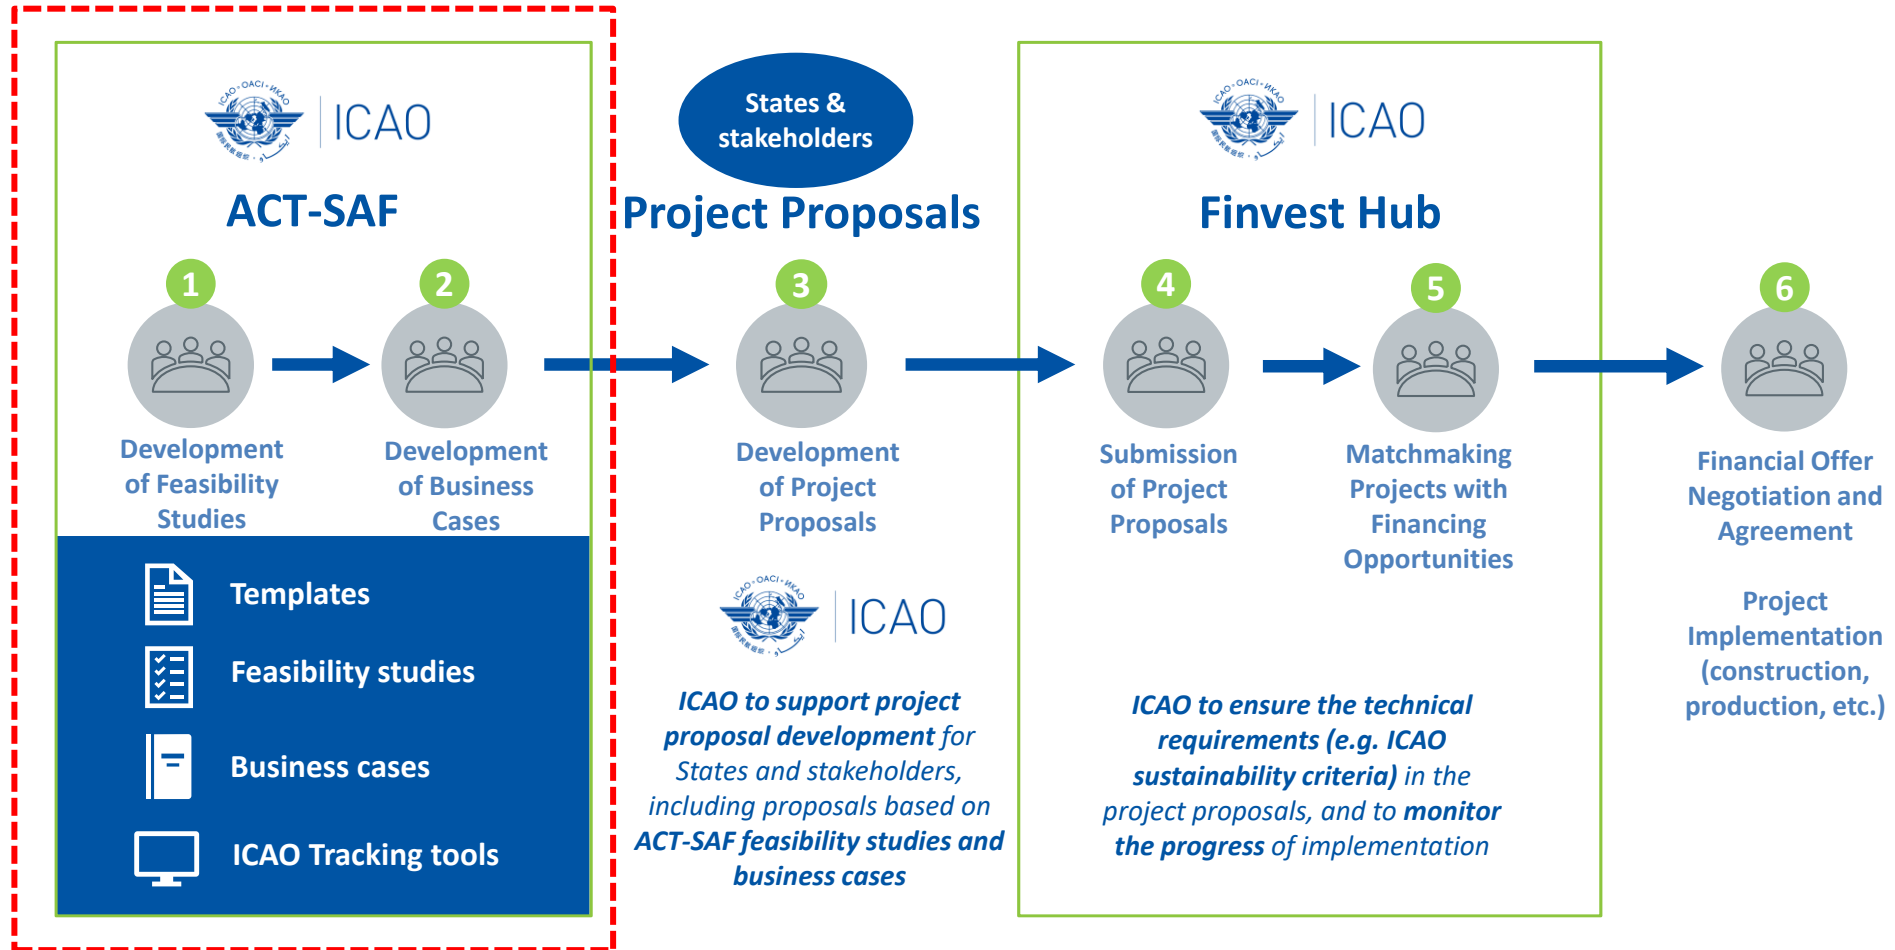 ICAO
ACT-SAF
1
2
Development
of Feasibility
Studies
Development
of Business
Cases
Templates
Feasibility studies
Business cases
ICAO Tracking tools
States &
stakeholders
Project Proposals
3
Development
of Project
Proposals
ICAO
ICAO to support project
proposal development for
States and stakeholders,
including proposals based on
ACT-SAF feasibility studies and
business cases
ICAO
Finvest Hub
4
5
Submission
of Project
Proposals
Matchmaking
Projects with
Financing
Opportunities
ICAO to ensure the technical
requirements (e.g. ICAO
sustainability criteria) in the
project proposals, and to monitor
the progress of implementation
6
Financial Offer
Negotiation and
Agreement
Project
Implementation
(construction,
production, etc.)